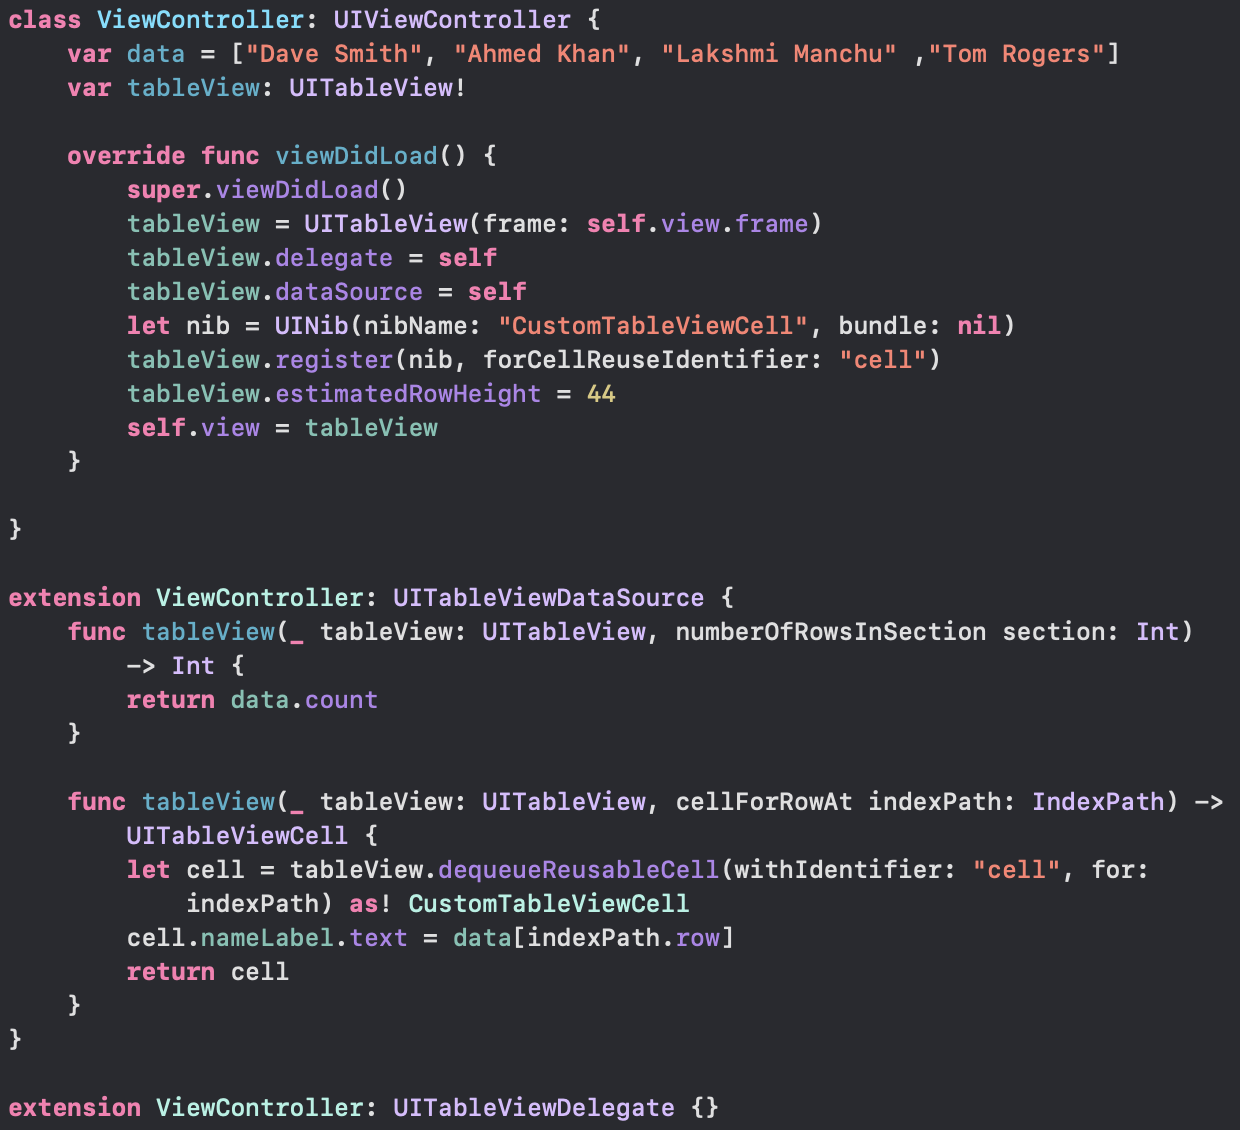 class ViewController: UIViewController {
    var data = ["Dave Smith", "Ahmed Khan", "Lakshmi Manchu" ,"Tom Rogers"]
    var tableView: UITableView!

    override func viewDidLoad() {
        super.viewDidLoad()
        tableView = UITableView(frame: self.view.frame)
        tableView.delegate = self
        tableView.dataSource = self
        let nib = UINib(nibName: "CustomTableViewCell", bundle: nil)
        tableView.register(nib, forCellReuseIdentifier: "cell")
        tableView.estimatedRowHeight = 44
        self.view = tableView
    }

}

extension ViewController: UITableViewDataSource {
    func tableView(_ tableView: UITableView, numberOfRowsInSection section: Int)
        -> Int {
        return data.count
    }

    func tableView(_ tableView: UITableView, cellForRowAt indexPath: IndexPath) ->
        UITableViewCell {
        let cell = tableView.dequeueReusableCell(withIdentifier: "cell", for:
            indexPath) as! CustomTableViewCell
        cell.nameLabel.text = data[indexPath.row]
        return cell
    }
}

extension ViewController: UITableViewDelegate {}